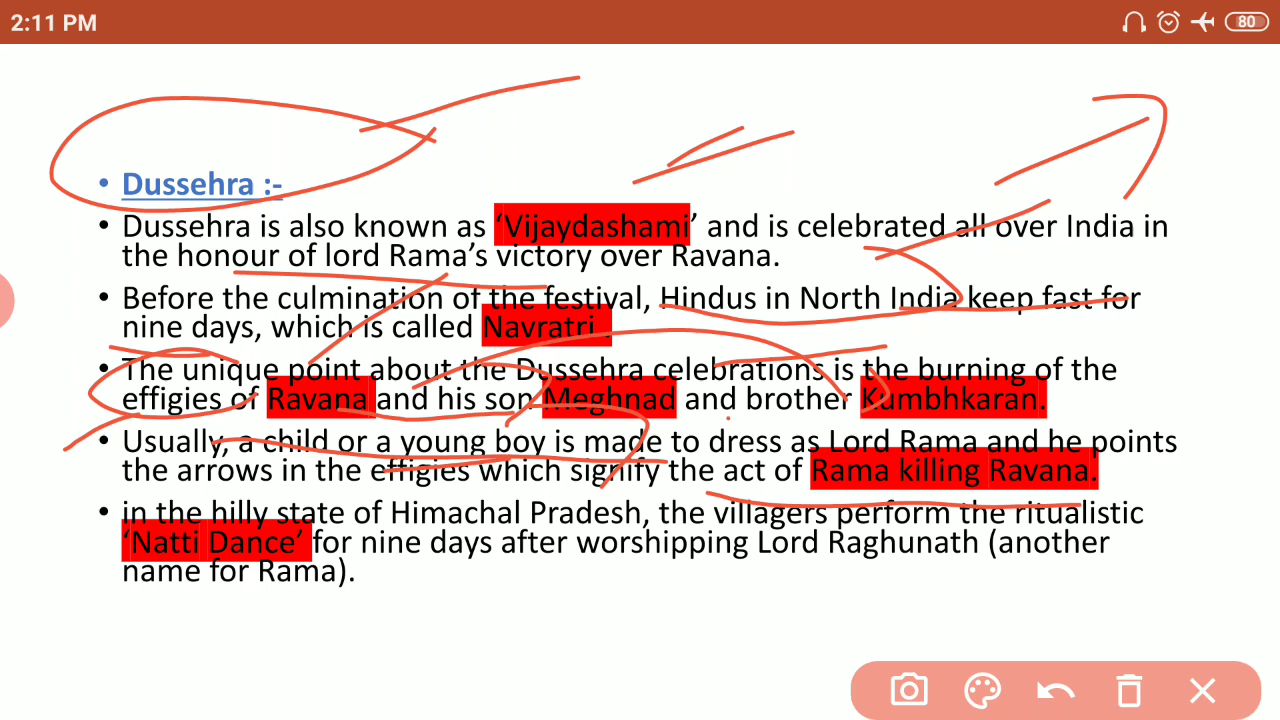 2:11 PM
80
• Dussehra :-
• Dussehra is also known as ‘Vijaydashami’ and is celebrated all over India in
the honour of lord Rama’s victory over Ravana.
• Before the culmination of the festival, Hindus in North India keep fast for
nine days, which is called Navratri.
• The unique point about the Dussehra celebrations is the burning of the
effigies of Ravana and his son Meghnad and brother Kumbhkaran.
• Usually, a child or a young boy is made to dress as Lord Rama and he points
the arrows in the effigies which signify the act of Rama killing Ravana.
• in the hilly state of Himachal Pradesh, the villagers perform the ritualistic
‘Natti Dance’ for nine days after worshipping Lord Raghunath (another
name for Rama).